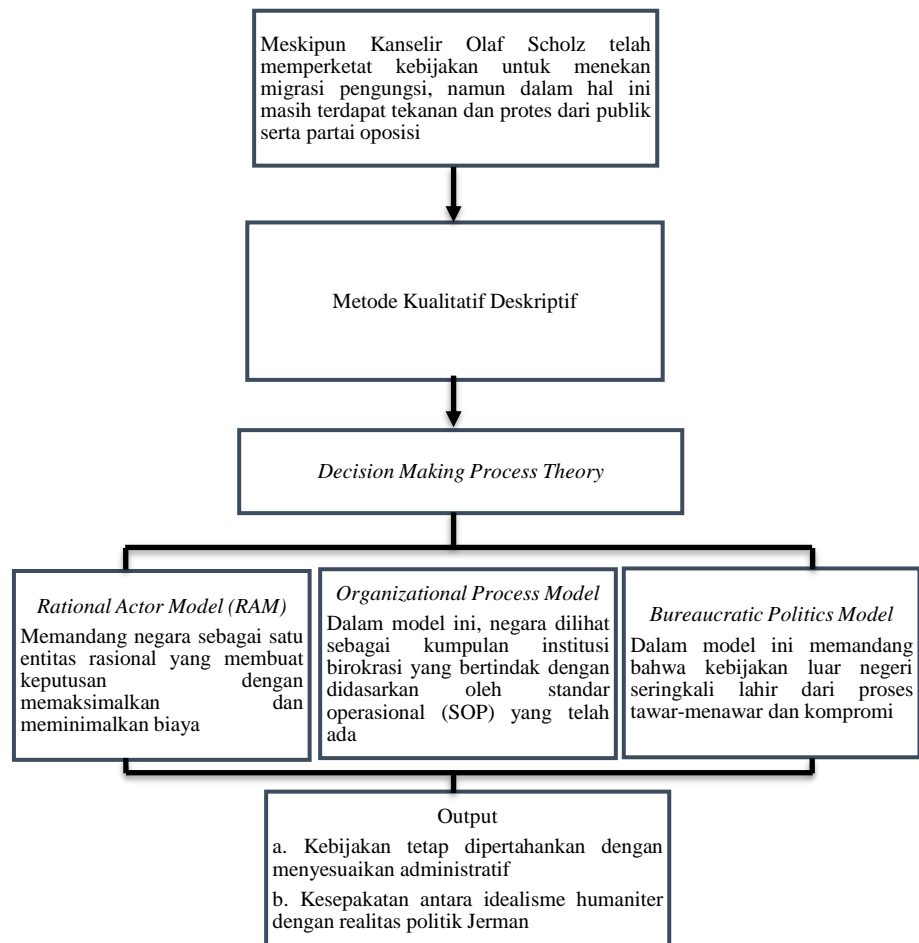 Meskipun Kanselir Olaf Scholz telah
memperketat kebijakan untuk menekan
migrasi pengungsi, namun dalam hal ini
masih terdapat tekanan dan protes dari publik
serta partai oposisi
Metode Kualitatif Deskriptif
Decision Making Process Theory
Rational Actor Model (RAM)
Memandang negara sebagai satu
entitas rasional yang membuat
keputusan dengan
memaksimalkan dan
meminimalkan biaya
Organizational Process Model
Dalam model ini, negara dilihat
sebagai kumpulan institusi
birokrasi yang bertindak dengan
didasarkan oleh standar
operasional (SOP) yang telah
ada
Bureaucratic Politics Model
Dalam model ini memandang
bahwa kebijakan luar negeri
seringkali lahir dari proses
tawar-menawar dan kompromi
Output
a. Kebijakan tetap dipertahankan dengan
menyesuaikan administratif
b. Kesepakatan antara idealisme humaniter
dengan realitas politik Jerman